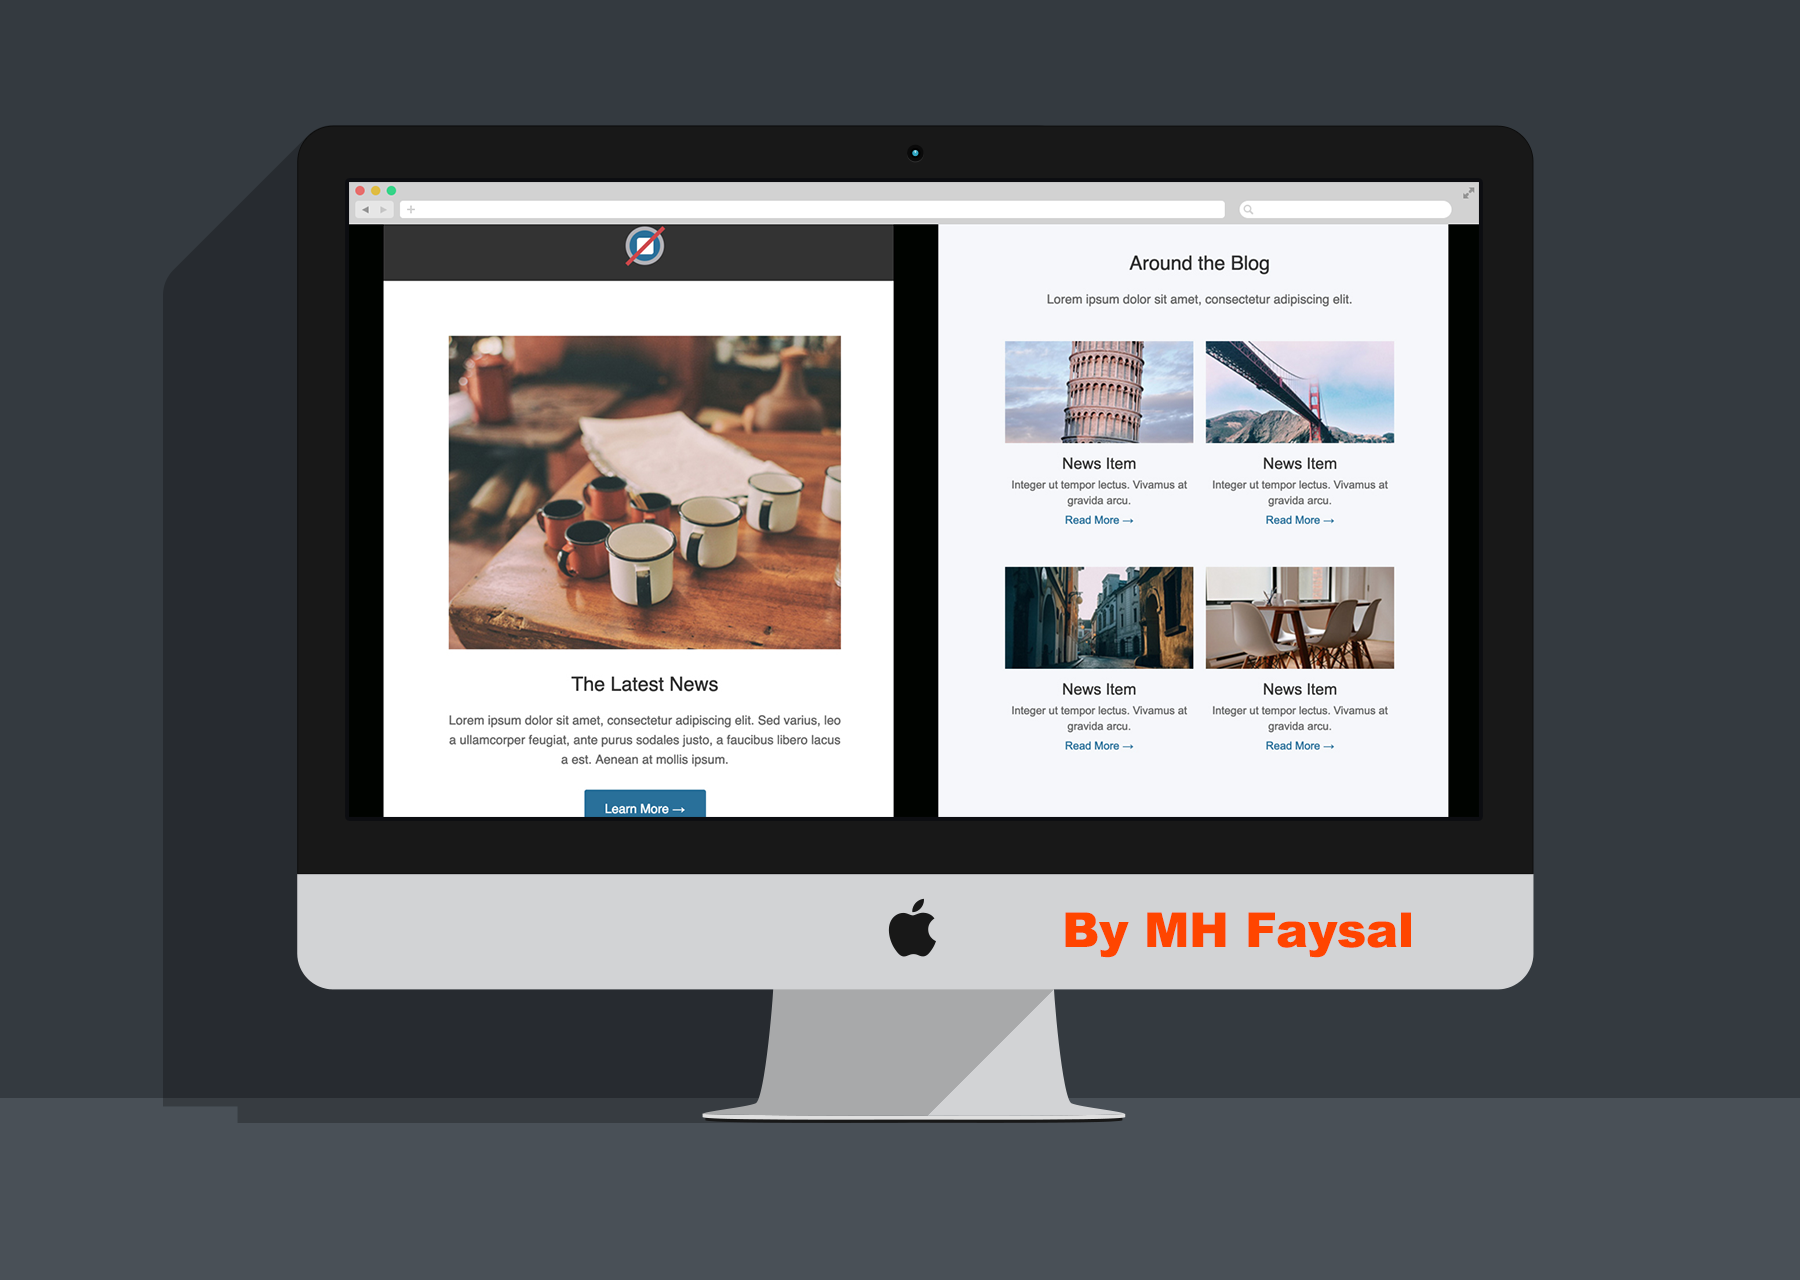 The Latest News
Lorem ipsum dolor sit amet, consectetur adipiscing elit. Sed varius, leo
a ullamcorper feugiat, ante purus sodales justo, a faucibus libero lacus
a est. Aenean at mollis ipsum.
Learn More →
Around the Blog
Lorem ipsum dolor sit amet, consectetur adipiscing elit.
News Item
Integer ut tempor lectus. Vivamus at
gravida arcu.
Read More →
News Item
Integer ut tempor lectus. Vivamus at
gravida arcu.
Read More →
News Item
Integer ut tempor lectus. Vivamus at
gravida arcu.
Read More →
News Item
Integer ut tempor lectus. Vivamus at
gravida arcu.
Read More →
By MH Faysal